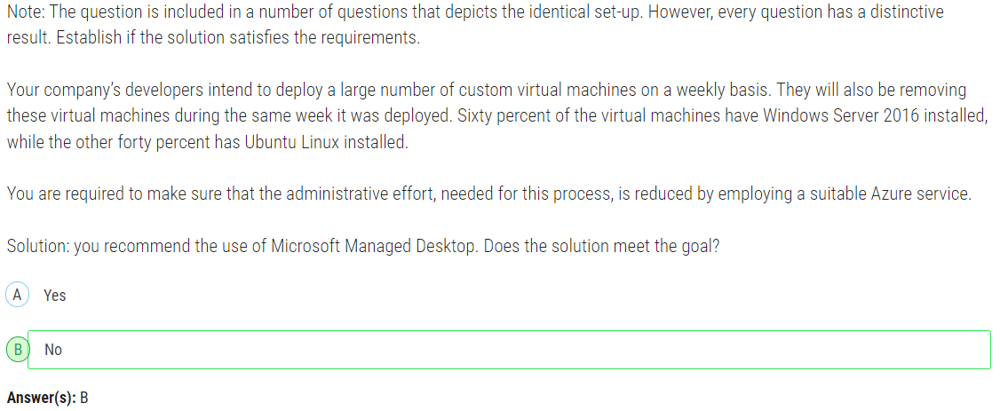 Note: The question is included in a number of questions that depicts the identical set-up. However, every question has a distinctive
result. Establish if the solution satisfies the requirements.
Your company's developers intend to deploy a large number of custom virtual machines on a weekly basis. They will also be removing
these virtual machines during the same week it was deployed. Sixty percent of the virtual machines have Windows Server 2016 installed,
while the other forty percent has Ubuntu Linux installed.
You are required to make sure that the administrative effort, needed for this process, is reduced by employing a suitable Azure service.
Solution: you recommend the use of Microsoft Managed Desktop. Does the solution meet the goal?
A Yes
B No
Answer(s): B